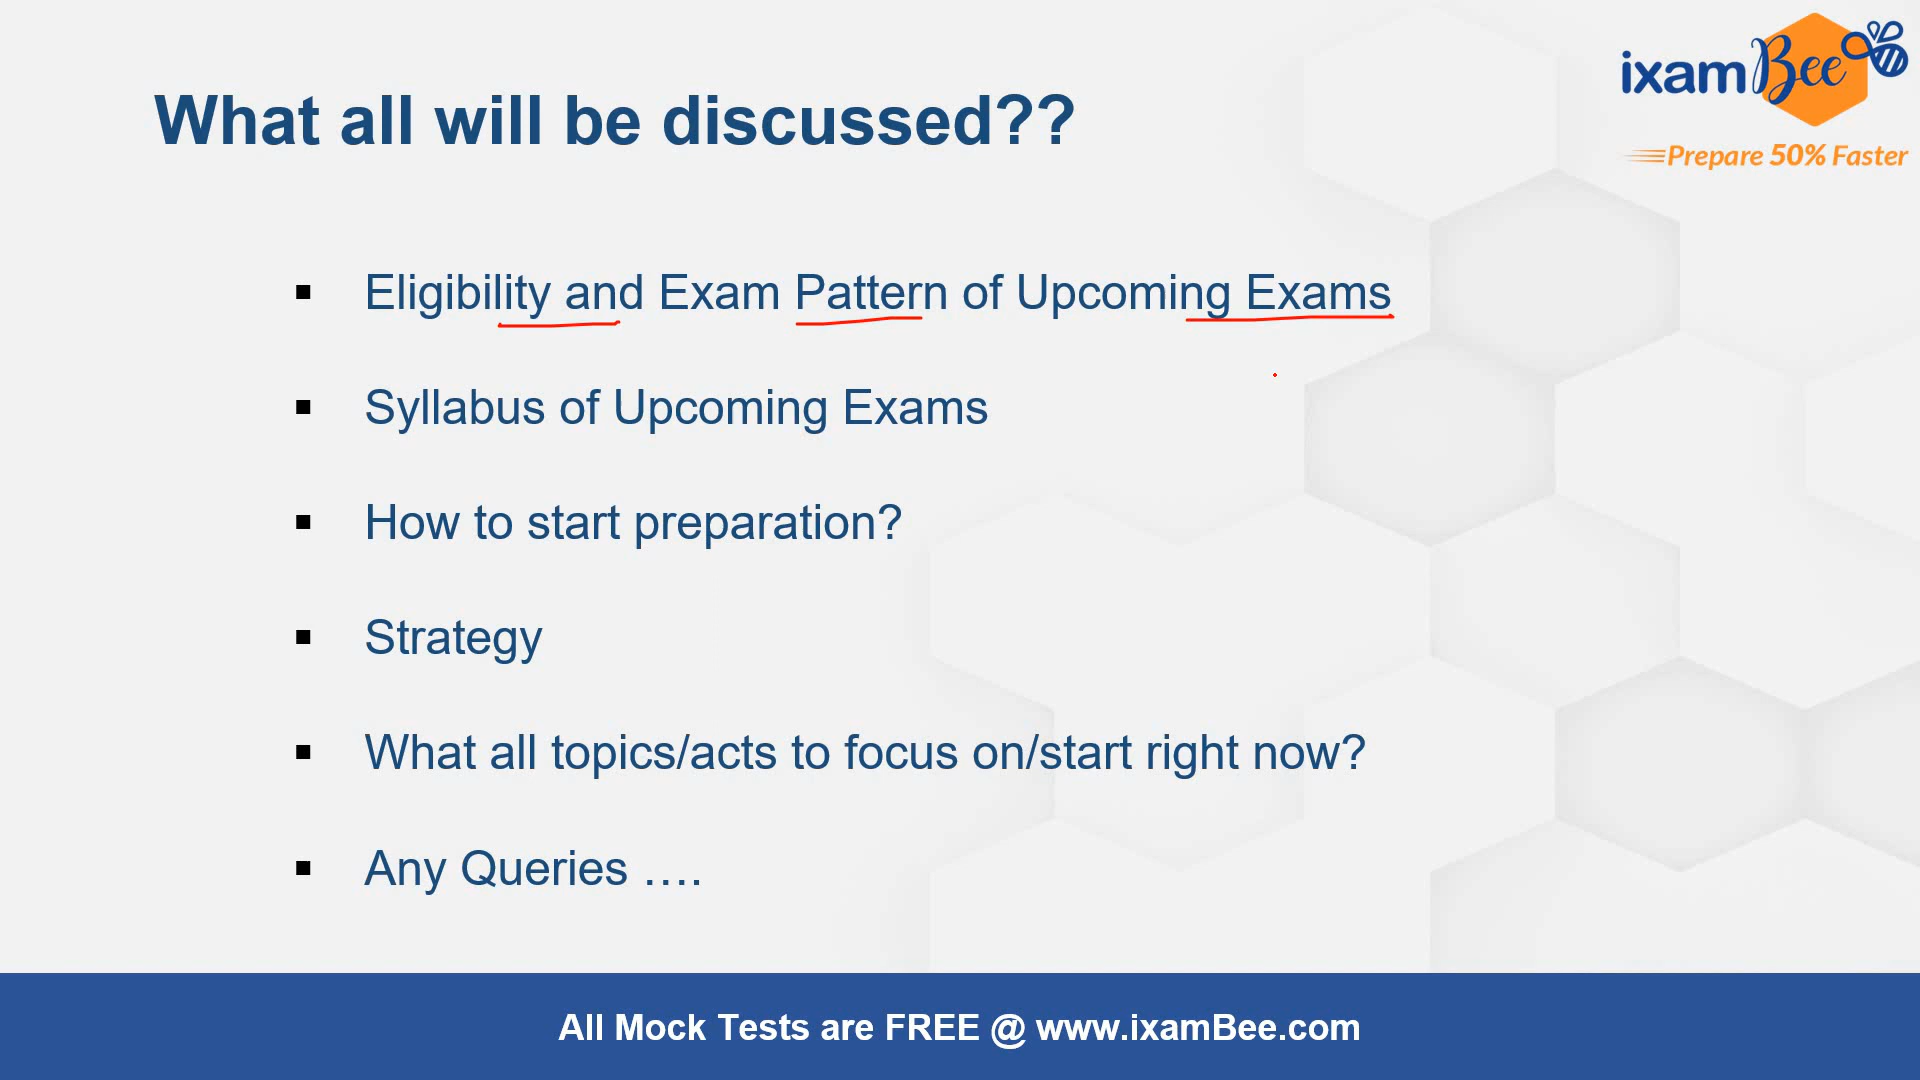 ixamBee
Prepare 50% Faster
What all will be discussed??
▪ Eligibility and Exam Pattern of Upcoming Exams
▪ Syllabus of Upcoming Exams
▪ How to start preparation?
▪ Strategy
▪ What all topics/acts to focus on/start right now?
▪ Any Queries ….
All Mock Tests are FREE @ www.ixamBee.com